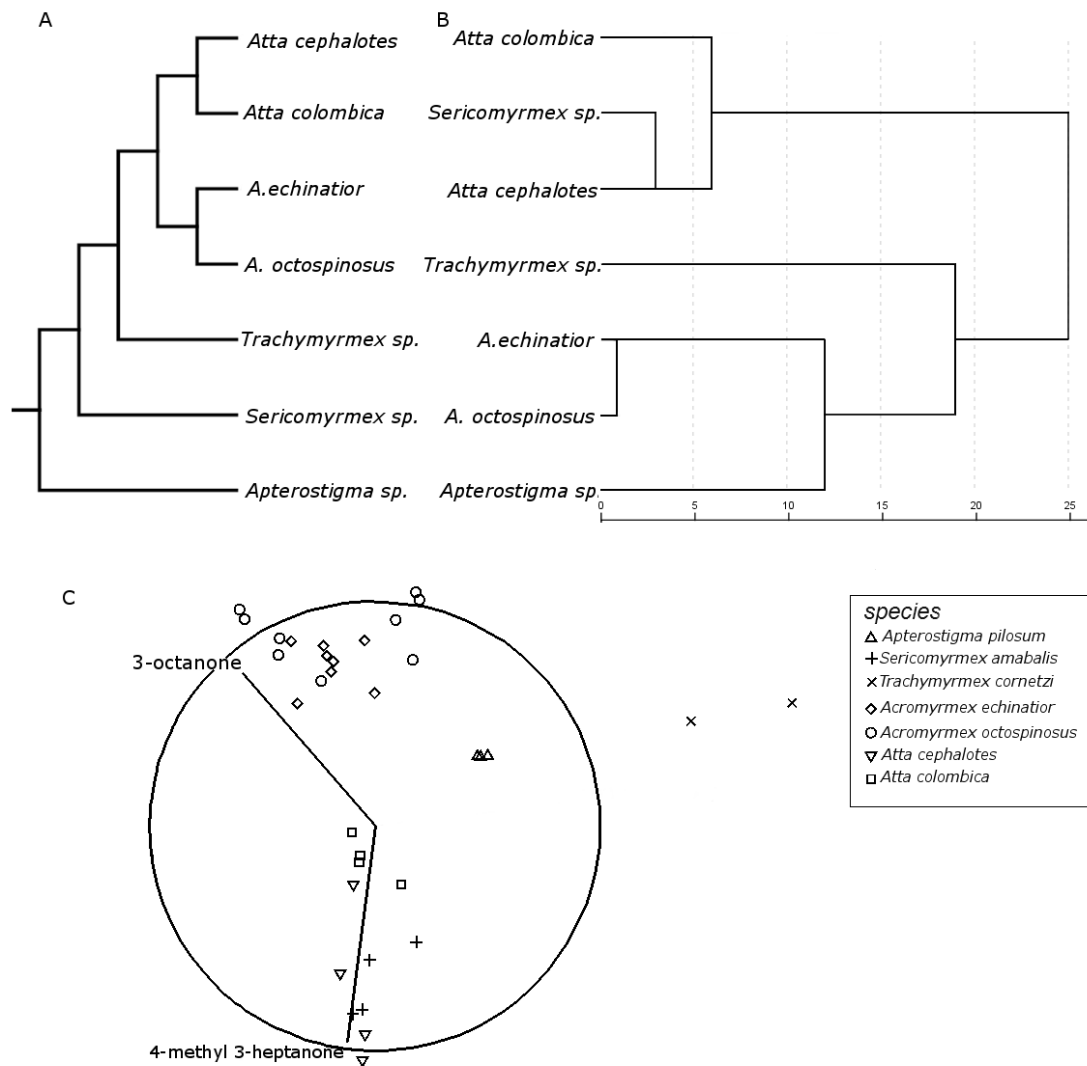 A
Atta cephalotes
Atta colombica
A.echinatior
A. octospinosus
Trachymyrmex sp.
Sericomyrmex sp.
Apterostigma sp.
B
Atta colombica
Sericomyrmex sp.
Atta cephalotes
Trachymyrmex sp.
A.echinatior
A. octospinosus
Apterostigma sp.
0 5 10 15 20 25
C
3-octanone
4-methyl 3-heptanone
species
Apterostigma pilosum
Sericomyrmex amabalis
Trachymyrmex cornetzi
Acromyrmex echinatior
Acromyrmex octospinosus
Atta cephalotes
Atta colombica